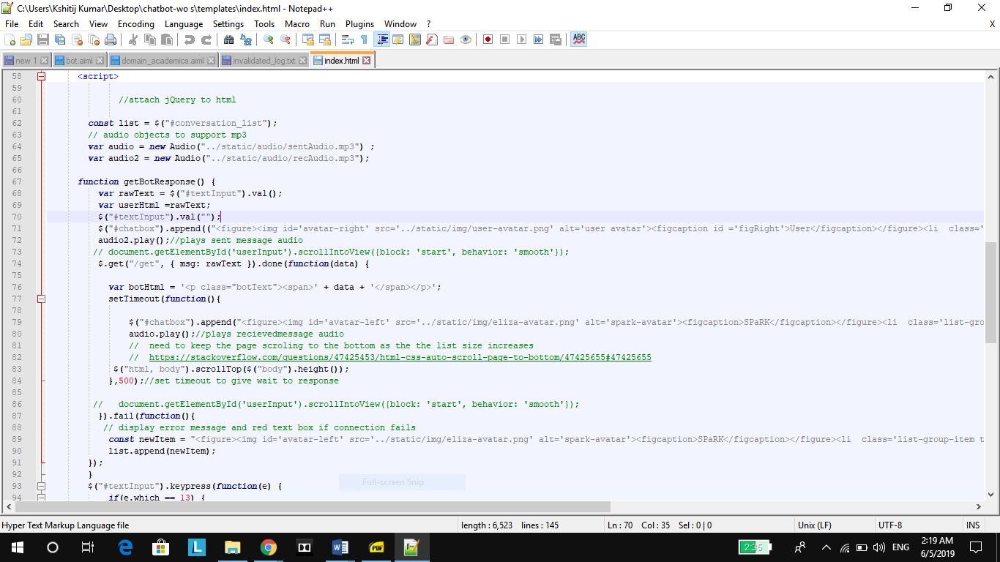 C:\Users\Kshitij Kumar\Desktop\chatbot-wo s\templates\index.html - Notepad++
File Edit Search View Encoding Language Settings Tools Macro Run Plugins Window ? X
ABC
new 1 bot.aiml domain_academics.aiml invalidated_log.txt index.html
58 <script>
59
60 //attach jQuery to html
61
62 const list = $("#conversation_list");
63 // audio objects to support mp3
64 var audio = new Audio("../static/audio/sentAudio.mp3") ;
65 var audio2 = new Audio("../static/audio/recAudio.mp3");
66
67 function getBotResponse() {
68 var rawText = $("#textInput").val();
69 var userHtml =rawText;
70 $("#textInput").val("");
71 $("#chatbox").append(("<figure><img id='avatar-right' src='../static/img/user-avatar.png' alt='user avatar'><figcaption id ='figRight'>User</figcaption></figure><li  class='
72 audio2.play();//plays sent message audio
73 // document.getElementById('userInput').scrollIntoView({block: 'start', behavior: 'smooth'});
74 $.get("/get", { msg: rawText }).done(function(data) {
75
76 var botHtml = '<p class="botText"><span>' + data + '</span></p>';
77 setTimeout(function(){
78
79 $("#chatbox").append("<figure><img id='avatar-left' src='../static/img/eliza-avatar.png' alt='spark-avatar'><figcaption>SPaRK</figcaption></figure><li  class='list-gro
80 audio.play();//plays recievedmessage audio
81 //  need to keep the page scroling to the bottom as the the list size increases
82 //  https://stackoverflow.com/questions/47425453/html-css-auto-scroll-page-to-bottom/47425655#47425655
83 $("html, body").scrollTop($("body").height());
84 },500);//set timeout to give wait to response
85
86 //   document.getElementById('userInput').scrollIntoView({block: 'start', behavior: 'smooth'});
87 }).fail(function(){
88 // display error message and red text box if connection fails
89 const newItem = "<figure><img id='avatar-left' src='../static/img/eliza-avatar.png' alt='spark-avatar'><figcaption>SPaRK</figcaption></figure><li  class='list-group-item t
90 list.append(newItem);
91 });
92 }
93 $("#textInput").keypress(function(e) {
94 if(e.which == 13) {
Full-screen Snip
Hyper Text Markup Language file length : 6,523 lines : 145 Ln : 70 Col : 35 Sel : 0 | 0 Unix (LF) UTF-8 INS
2:35 ENG 2:19 AM
6/5/2019